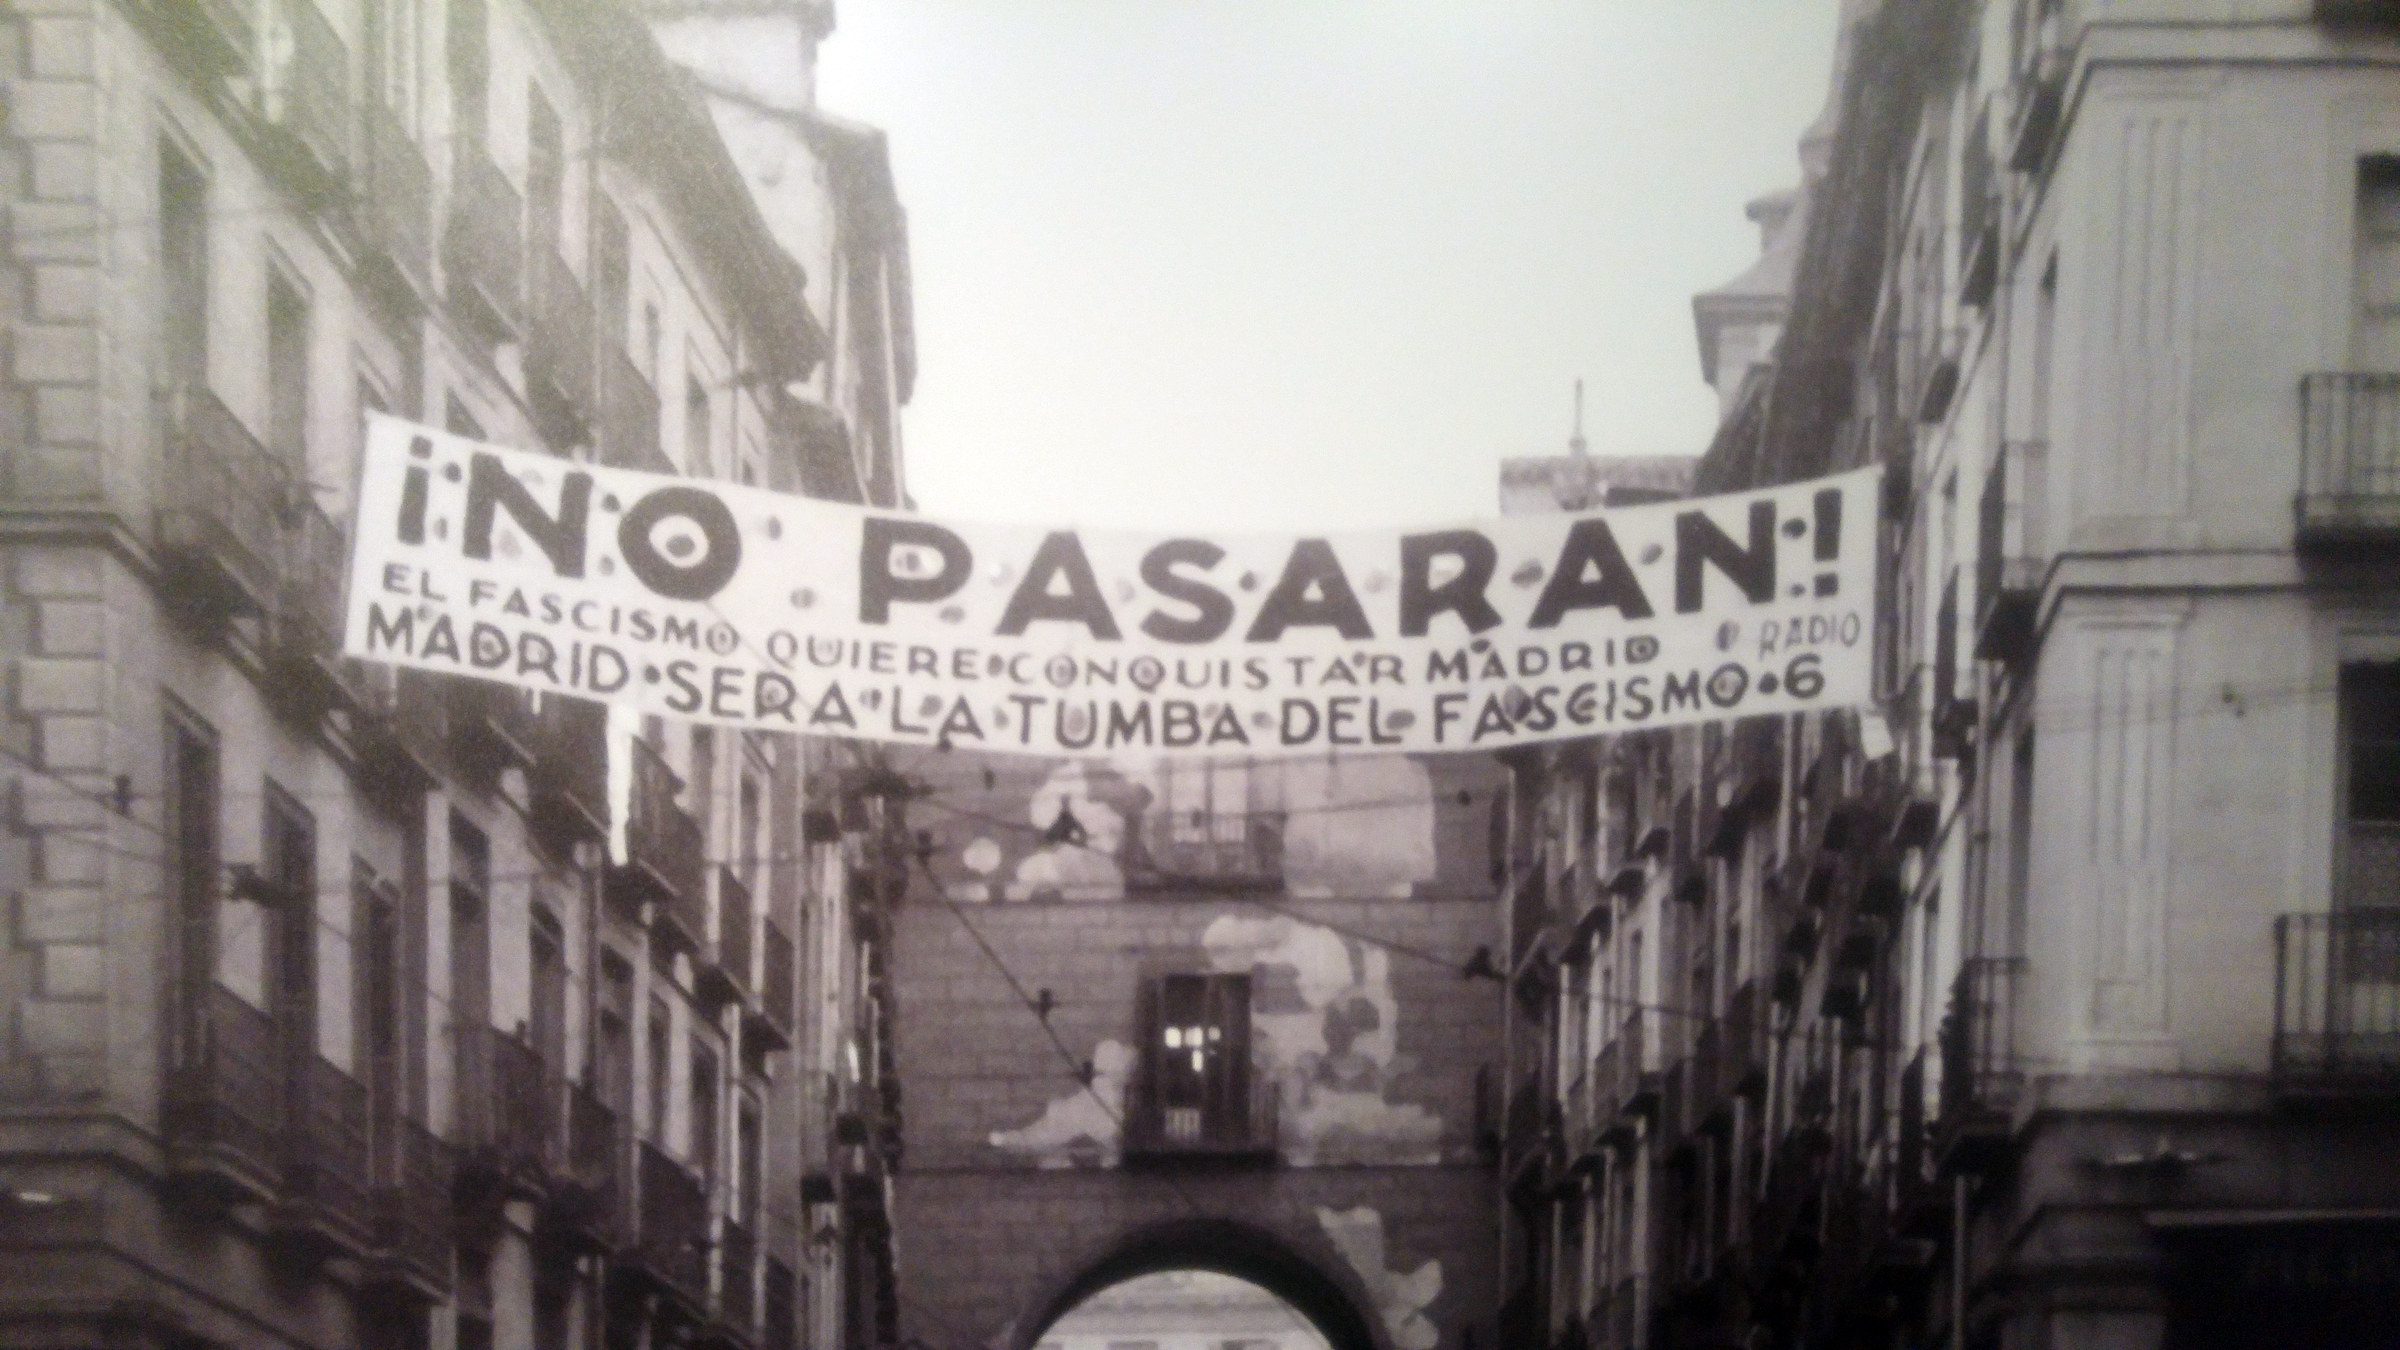 ¡NO PASARAN!
EL FASCISMO QUIERE CONQUISTAR MADRID
MADRID SERA LA TUMBA DEL FASCISMO
RADIO
6